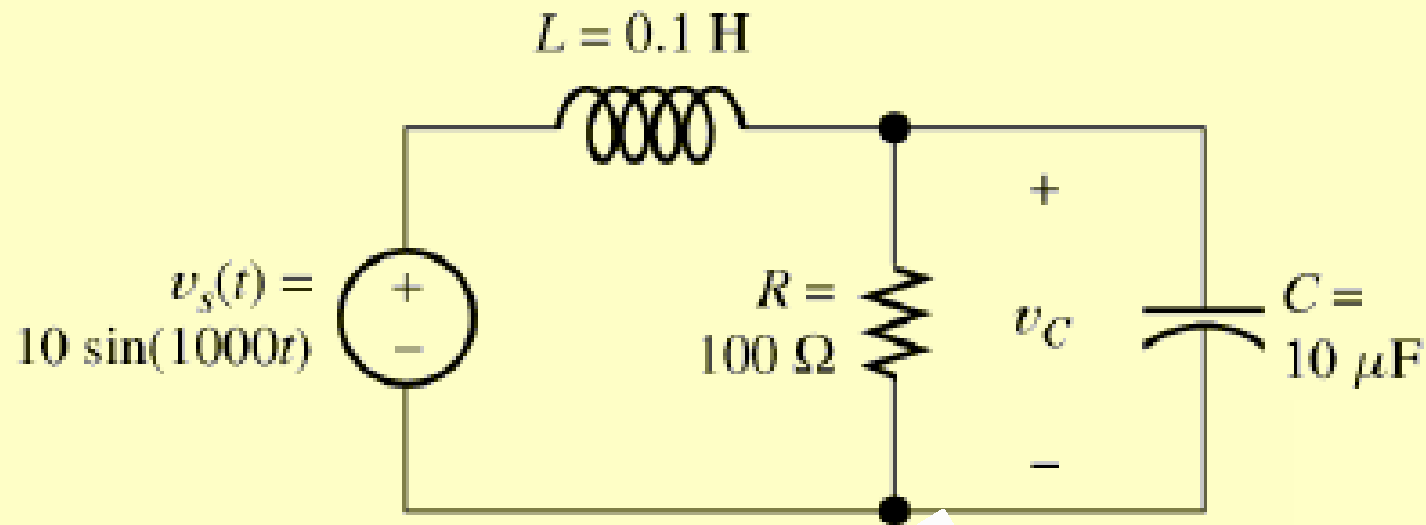 L = 0.1 H
v_s(t) =
10 sin(1000t)
+
−
R =
100 Ω
+
v_C
−
C =
10 μF